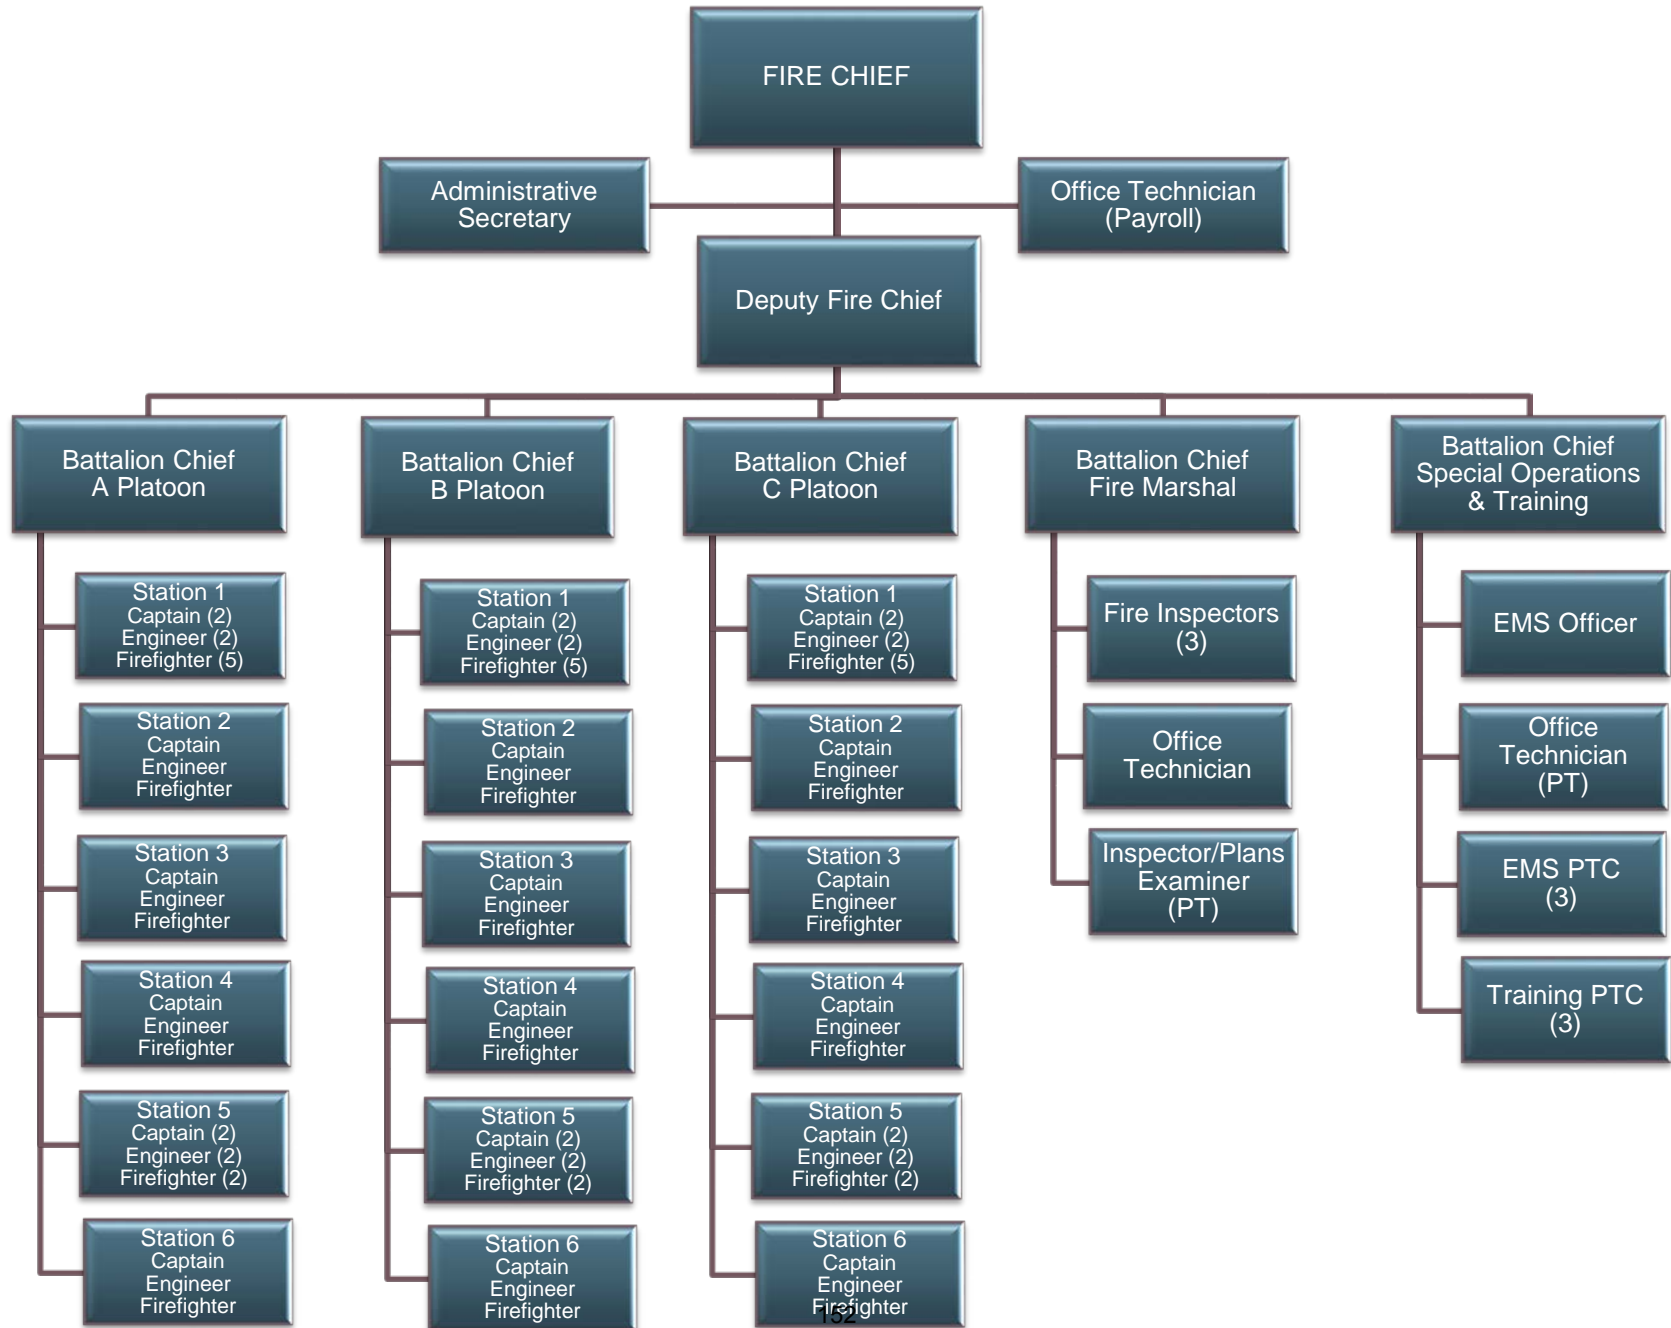 FIRE CHIEF
Administrative
Secretary
Office Technician
(Payroll)
Deputy Fire Chief
Battalion Chief
A Platoon
Battalion Chief
B Platoon
Battalion Chief
C Platoon
Battalion Chief
Fire Marshal
Battalion Chief
Special Operations
& Training
Station 1
Captain (2)
Engineer (2)
Firefighter (5)
Station 2
Captain
Engineer
Firefighter
Station 3
Captain
Engineer
Firefighter
Station 4
Captain
Engineer
Firefighter
Station 5
Captain (2)
Engineer (2)
Firefighter (2)
Station 6
Captain
Engineer
Firefighter
Station 1
Captain (2)
Engineer (2)
Firefighter (5)
Station 2
Captain
Engineer
Firefighter
Station 3
Captain
Engineer
Firefighter
Station 4
Captain
Engineer
Firefighter
Station 5
Captain (2)
Engineer (2)
Firefighter (2)
Station 6
Captain
Engineer
Firefighter
Station 1
Captain (2)
Engineer (2)
Firefighter (5)
Station 2
Captain
Engineer
Firefighter
Station 3
Captain
Engineer
Firefighter
Station 4
Captain
Engineer
Firefighter
Station 5
Captain (2)
Engineer (2)
Firefighter (2)
Station 6
Captain
Engineer
Firefighter
Fire Inspectors
(3)
Office
Technician
Inspector/Plans
Examiner
(PT)
EMS Officer
Office
Technician
(PT)
EMS PTC
(3)
Training PTC
(3)
152